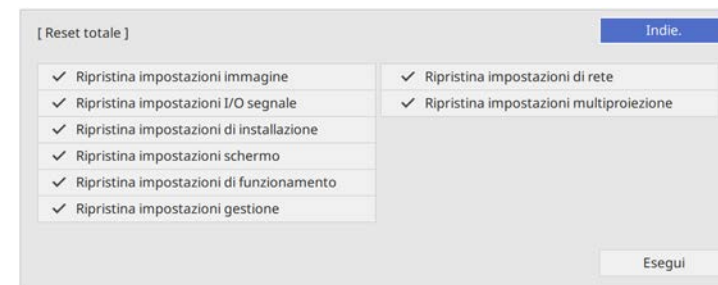 [ Reset totale ]
Indie.
Ripristina impostazioni immagine
Ripristina impostazioni I/O segnale
Ripristina impostazioni di installazione
Ripristina impostazioni schermo
Ripristina impostazioni di funzionamento
Ripristina impostazioni gestione
Ripristina impostazioni di rete
Ripristina impostazioni multiproiezione
Esegui